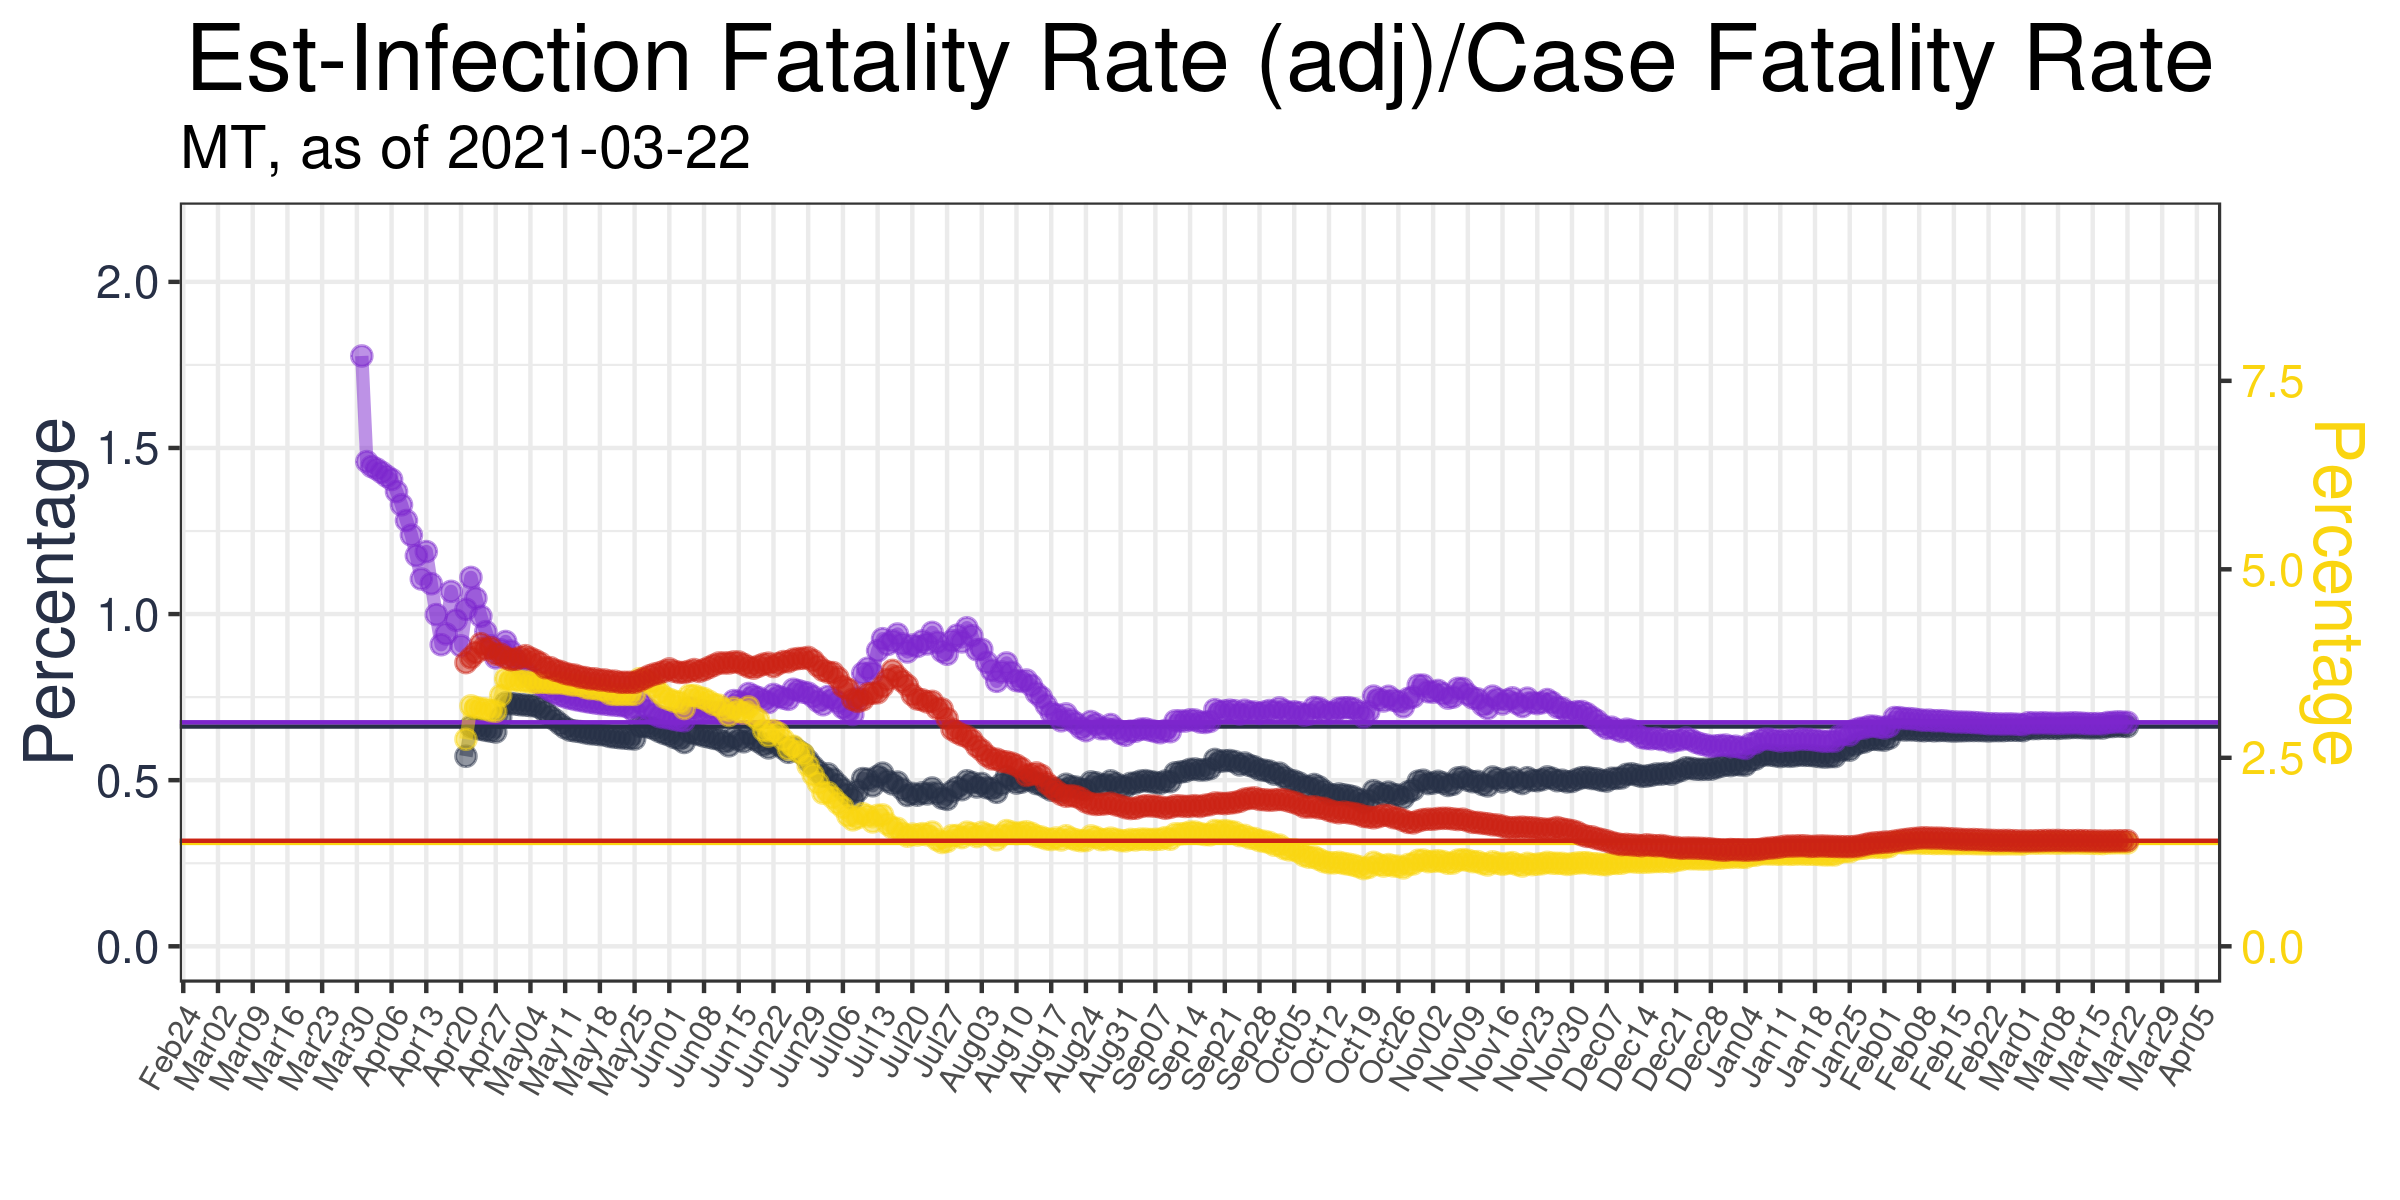 Est-Infection Fatality Rate (adj)/Case Fatality Rate
MT, as of 2021-03-22
Percentage
2.0
1.5
1.0
0.5
0.0
7.5
5.0
2.5
0.0
Percentage
Feb24
Mar02
Mar09
Mar16
Mar23
Mar30
Apr06
Apr13
Apr20
Apr27
May04
May11
May18
May25
Jun01
Jun08
Jun15
Jun22
Jun29
Jul06
Jul13
Jul20
Jul27
Aug03
Aug10
Aug17
Aug24
Aug31
Sep07
Sep14
Sep21
Sep28
Oct05
Oct12
Oct19
Oct26
Nov02
Nov09
Nov16
Nov23
Nov30
Dec07
Dec14
Dec21
Dec28
Jan04
Jan11
Jan18
Jan25
Feb01
Feb08
Feb15
Feb22
Mar01
Mar08
Mar15
Mar22
Mar29
Apr05